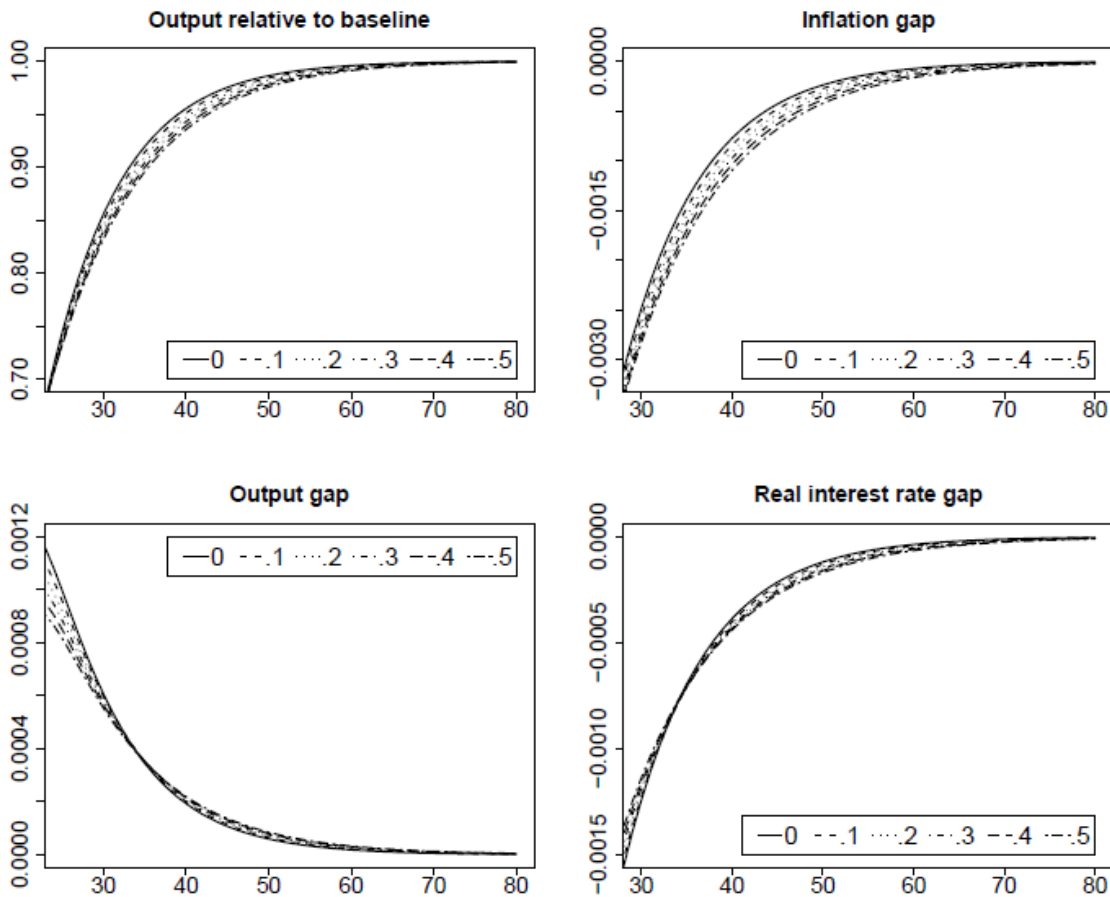 Output relative to baseline
1.00
0.90
0.80
0.70
0 .1 .2 .3 .4 .5
30 40 50 60 70 80
Inflation gap
0.0000
−0.0015
−0.0030
0 .1 .2 .3 .4 .5
30 40 50 60 70 80
Output gap
0.0012
0.0008
0.0004
0.0000
0 .1 .2 .3 .4 .5
30 40 50 60 70 80
Real interest rate gap
0.0000
−0.0005
−0.0010
−0.0015
0 .1 .2 .3 .4 .5
30 40 50 60 70 80